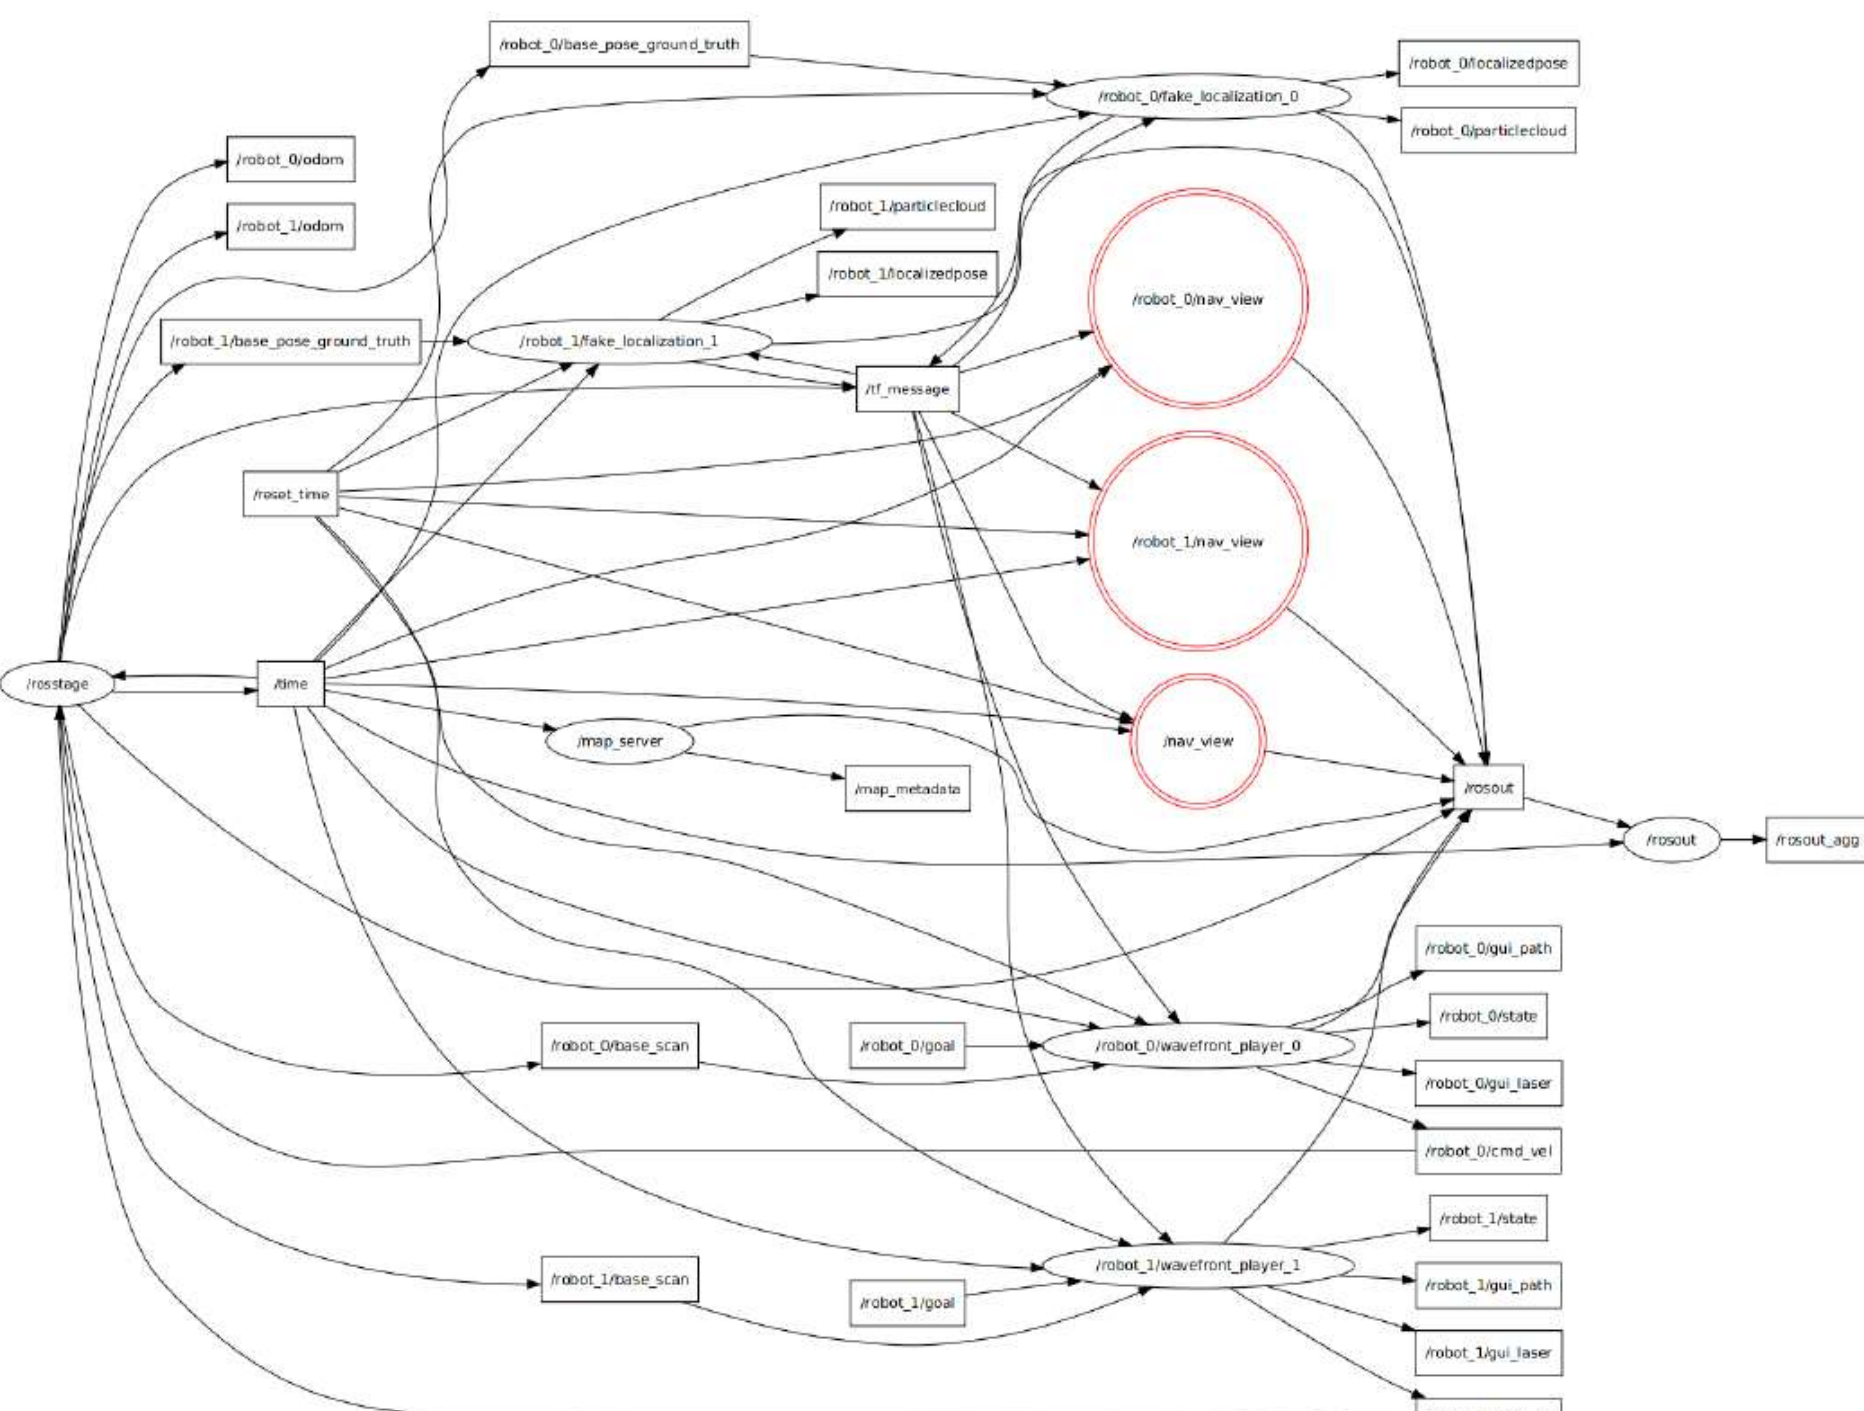 /robot_0/base_pose_ground_truth
/robot_0/localizedpose
/robot_0/fake_localization_0
/robot_0/particlecloud
/robot_0/odom
/robot_1/particlecloud
/robot_1/odom
/robot_1/localizedpose
/robot_0/nav_view
/robot_1/base_pose_ground_truth
/robot_1/fake_localization_1
/tf_message
/reset_time
/robot_1/nav_view
/rosstage
/time
/map_server
/nav_view
/map_metadata
/rosout
/rosout
/rosout_agg
/robot_0/gui_path
/robot_0/state
/robot_0/base_scan
/robot_0/goal
/robot_0/wavefront_player_0
/robot_0/gui_laser
/robot_0/cmd_vel
/robot_1/state
/robot_1/wavefront_player_1
/robot_1/base_scan
/robot_1/gui_path
/robot_1/goal
/robot_1/gui_laser